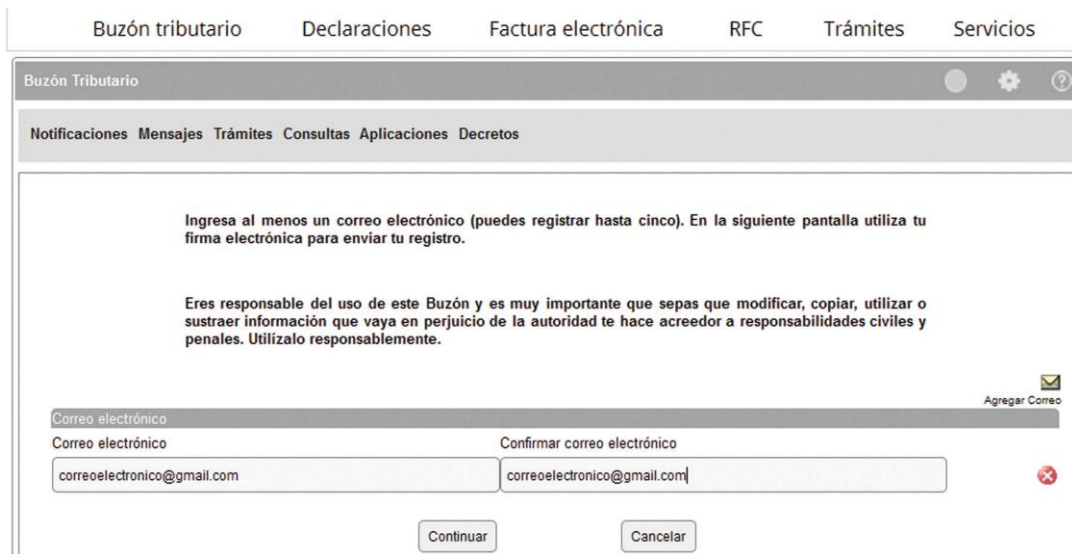 Buzón tributario Declaraciones Factura electrónica RFC Trámites Servicios
Buzón Tributario ?
Notificaciones Mensajes Trámites Consultas Aplicaciones Decretos
Ingresa al menos un correo electrónico (puedes registrar hasta cinco). En la siguiente pantalla utiliza tu
firma electrónica para enviar tu registro.
Eres responsable del uso de este Buzón y es muy importante que sepas que modificar, copiar, utilizar o
sustraer información que vaya en perjuicio de la autoridad te hace acreedor a responsabilidades civiles y
penales. Utilízalo responsablemente.
Agregar Correo
Correo electrónico
Correo electrónico Confirmar correo electrónico
correoelectronico@gmail.com correoelectronico@gmail.com
Continuar Cancelar